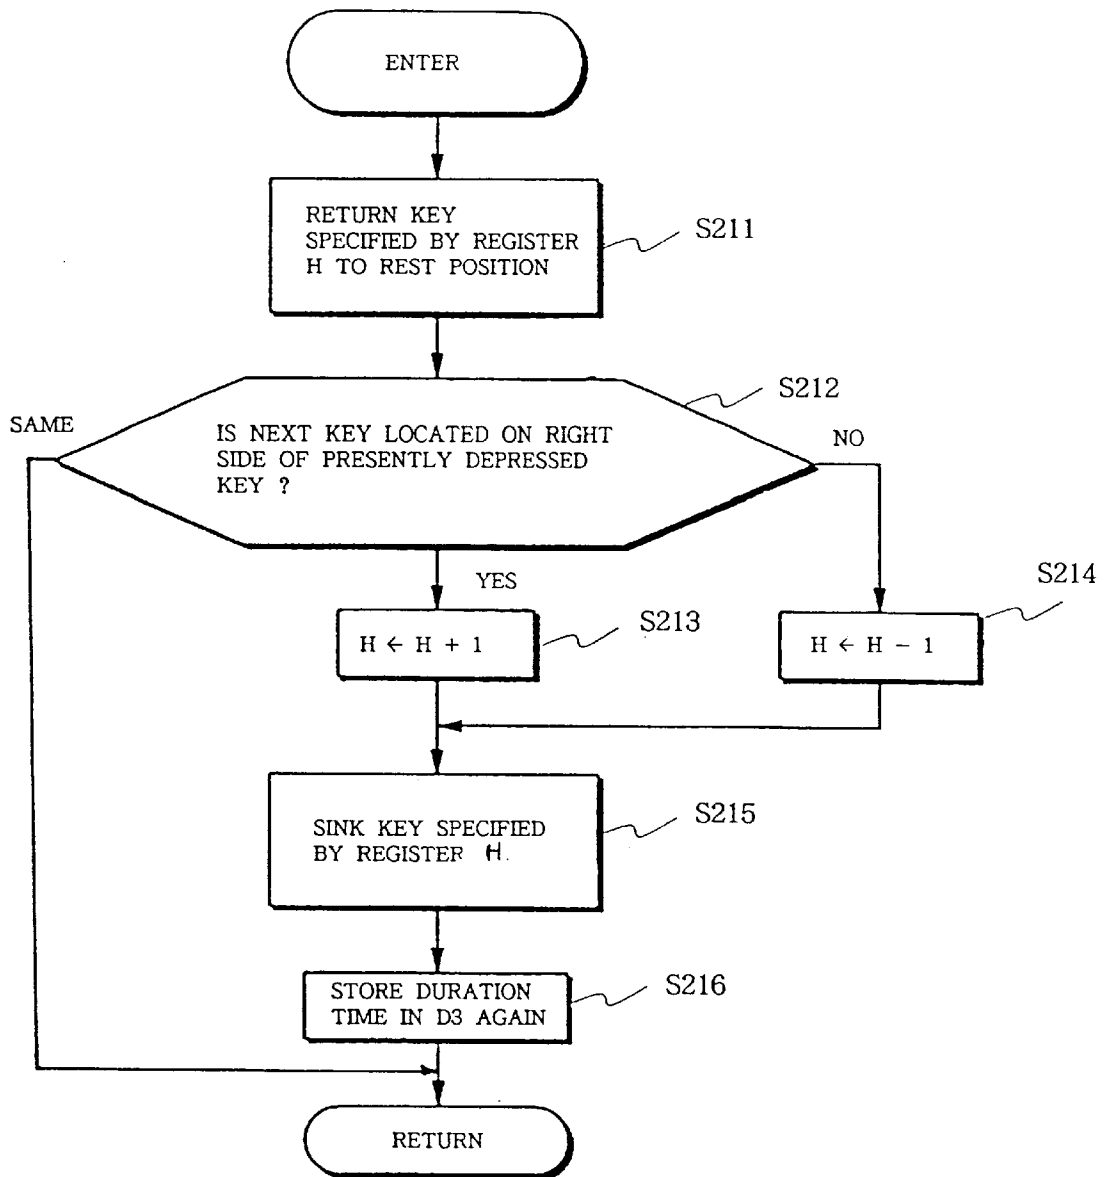 ENTER
RETURN KEY
SPECIFIED BY REGISTER
H TO REST POSITION
S211
S212
SAME
IS NEXT KEY LOCATED ON RIGHT
SIDE OF PRESENTLY DEPRESSED
KEY ?
NO
YES
S213
S214
H ← H + 1
H ← H − 1
SINK KEY SPECIFIED
BY REGISTER H.
S215
STORE DURATION
TIME IN D3 AGAIN
S216
RETURN